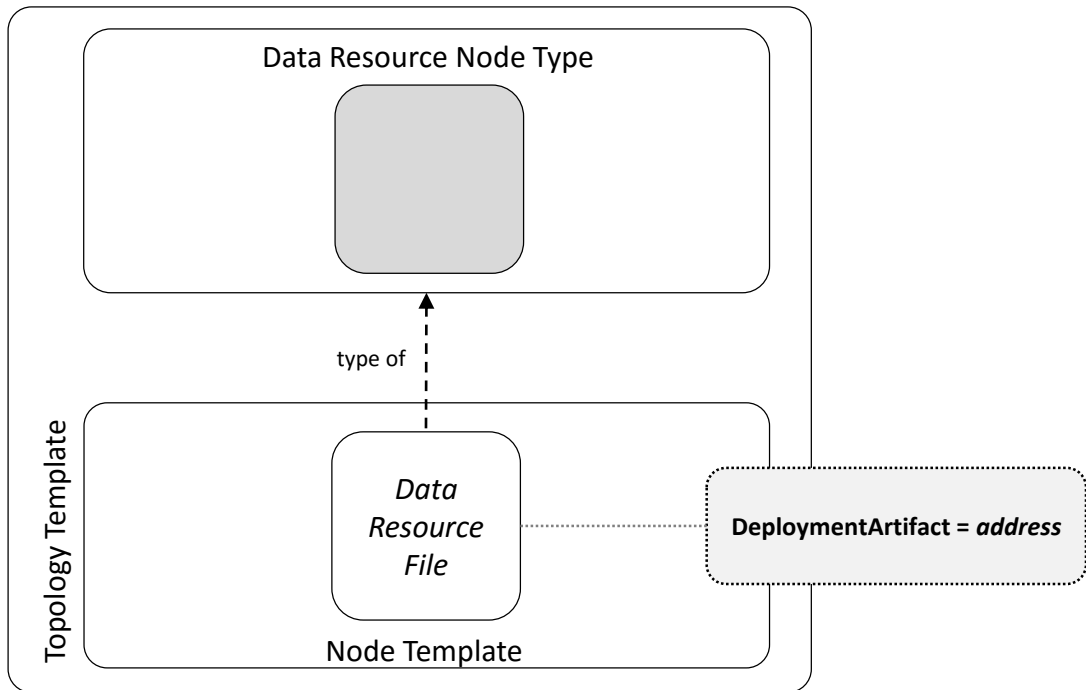 Data Resource Node Type
type of
Topology Template
Data
Resource
File
DeploymentArtifact = address
Node Template